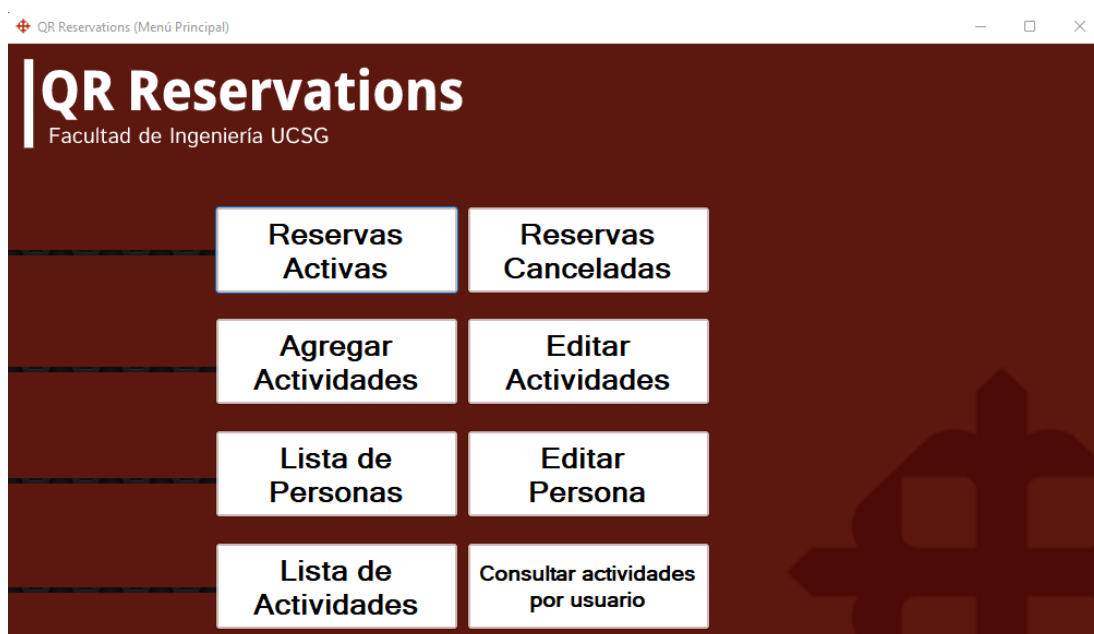 QR Reservations (Menú Principal)
QR Reservations
Facultad de Ingeniería UCSG
Reservas
Activas
Reservas
Canceladas
Agregar
Actividades
Editar
Actividades
Lista de
Personas
Editar
Persona
Lista de
Actividades
Consultar actividades
por usuario